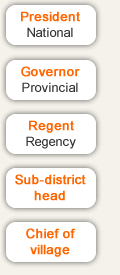 President
National
Governor
Provincial
Regent
Regency
Sub-district
head
Chief of
village